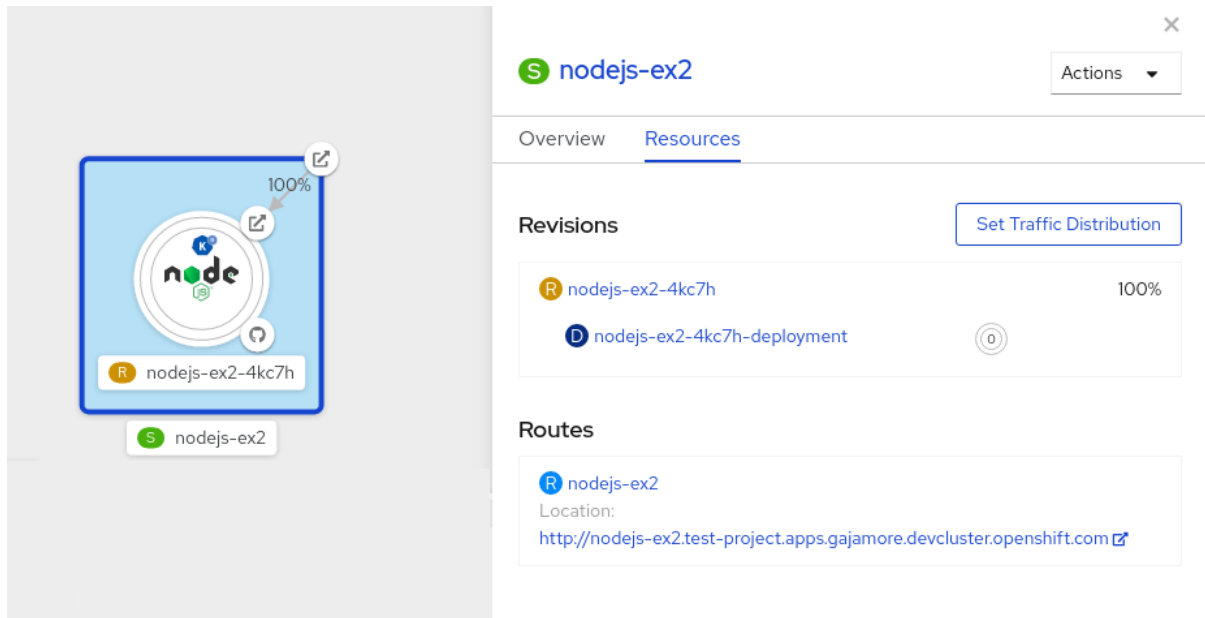 100%
K
node
JS
R nodejs-ex2-4kc7h
S nodejs-ex2
S nodejs-ex2
Actions
Overview Resources
Revisions
Set Traffic Distribution
R nodejs-ex2-4kc7h 100%
D nodejs-ex2-4kc7h-deployment 0
Routes
R nodejs-ex2
Location:
http://nodejs-ex2.test-project.apps.gajamore.devcluster.openshift.com